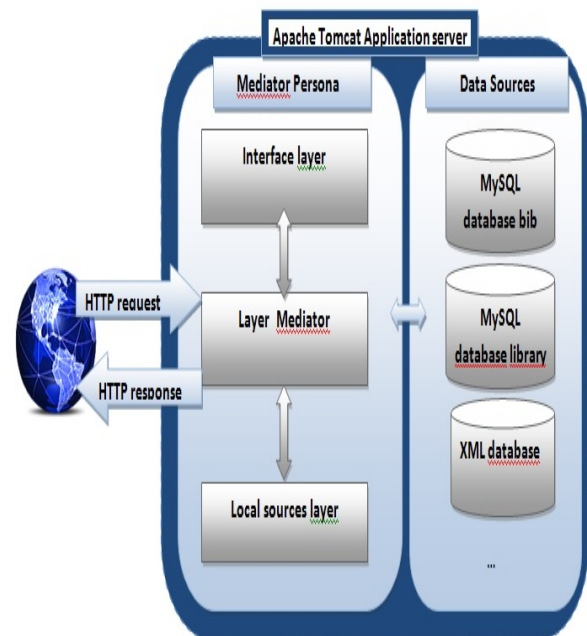 Apache Tomcat Application server
Mediator Persona
Interface layer
Layer Mediator
Local sources layer
HTTP request
HTTP response
Data Sources
MySQL
database bib
MySQL
database library
XML database
...